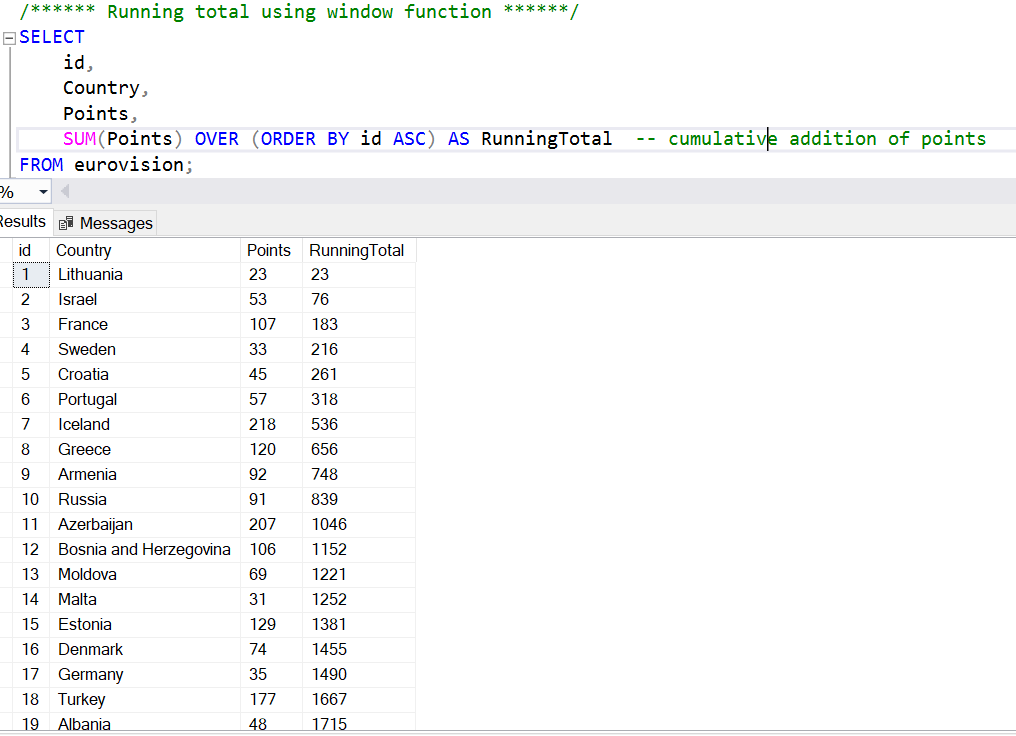 /****** Running total using window function ******/
SELECT
id,
Country,
Points,
SUM(Points) OVER (ORDER BY id ASC) AS RunningTotal -- cumulative addition of points
FROM eurovision;
%
Results Messages
id Country Points RunningTotal
1 Lithuania 23 23
2 Israel 53 76
3 France 107 183
4 Sweden 33 216
5 Croatia 45 261
6 Portugal 57 318
7 Iceland 218 536
8 Greece 120 656
9 Armenia 92 748
10 Russia 91 839
11 Azerbaijan 207 1046
12 Bosnia and Herzegovina 106 1152
13 Moldova 69 1221
14 Malta 31 1252
15 Estonia 129 1381
16 Denmark 74 1455
17 Germany 35 1490
18 Turkey 177 1667
19 Albania 48 1715